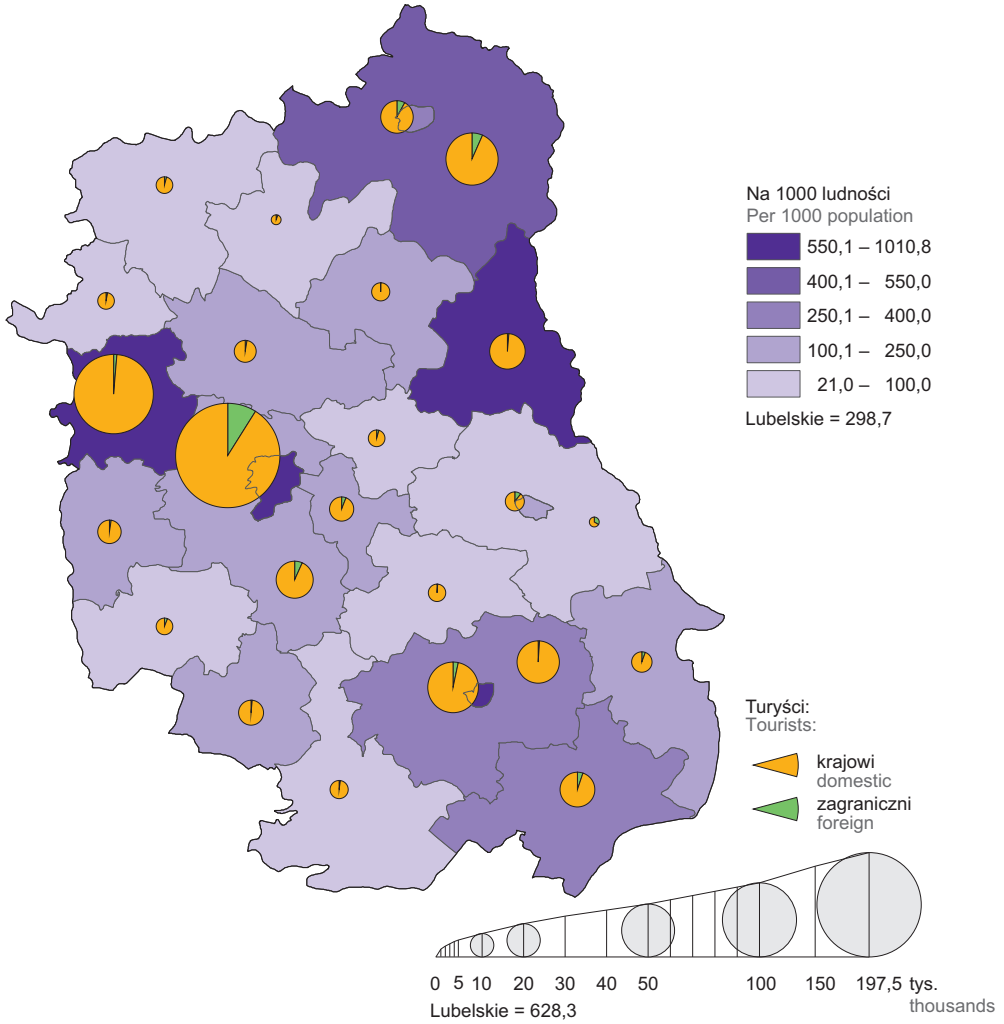 Na 1000 ludności
Per 1000 population
550,1 – 1010,8
400,1 – 550,0
250,1 – 400,0
100,1 – 250,0
21,0 – 100,0
Lubelskie = 298,7
Turyści:
Tourists:
krajowi
domestic
zagraniczni
foreign
0 5 10 20 30 40 50 100 150 197,5 tys.
thousands
Lubelskie = 628,3